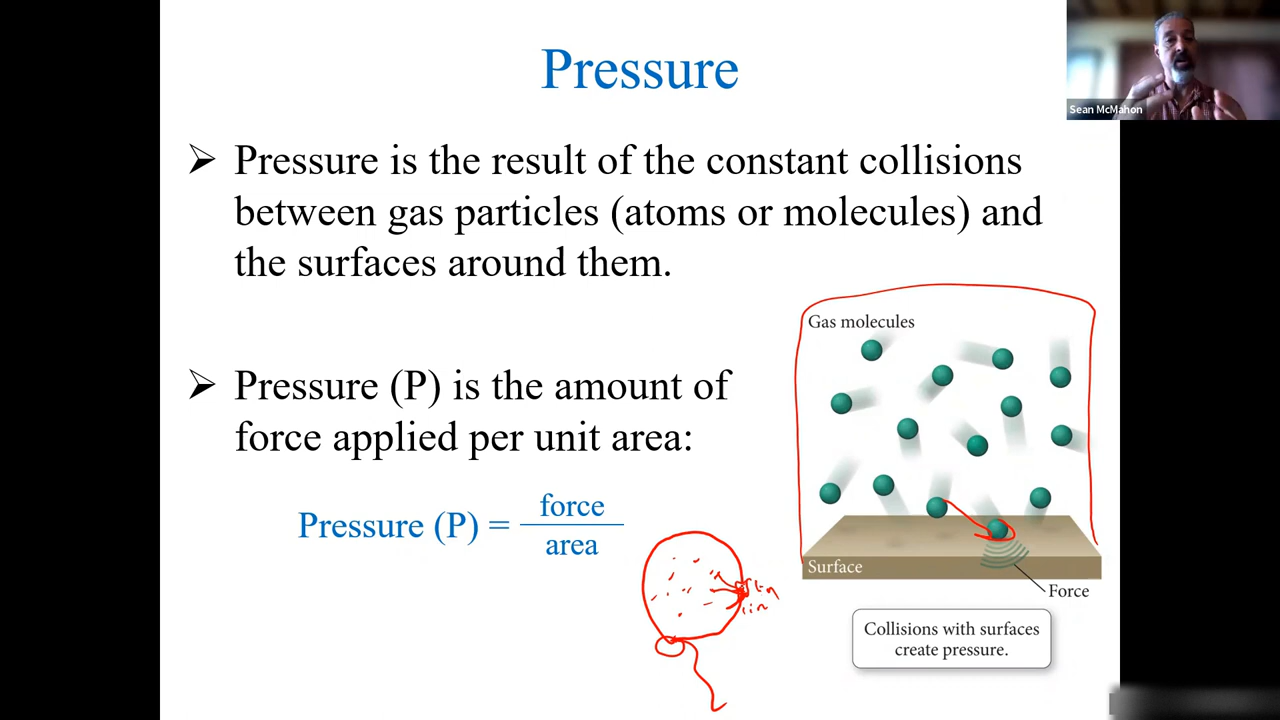 Pressure
Sean McMahon
➢ Pressure is the result of the constant collisions
between gas particles (atoms or molecules) and
the surfaces around them.
➢ Pressure (P) is the amount of
force applied per unit area:
Pressure (P) = force
area
Gas molecules
Surface
Force
Collisions with surfaces
create pressure.